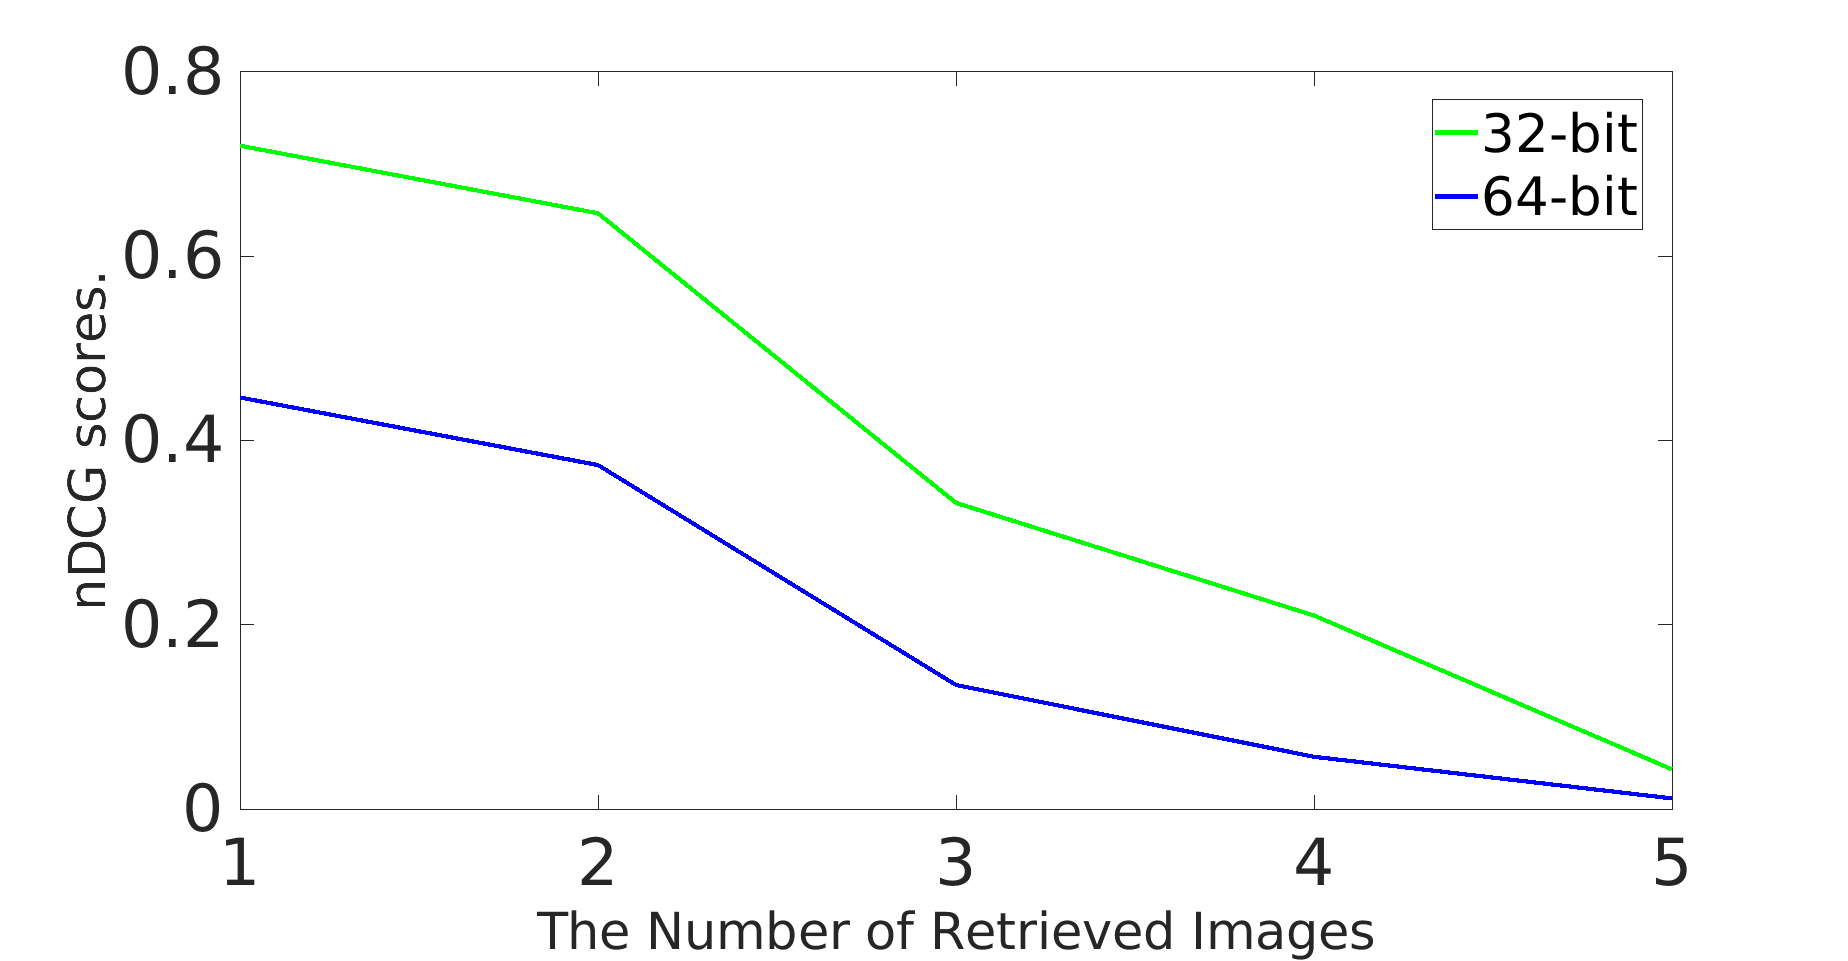 0.8
0.6
0.4
0.2
0
nDCG scores.
32-bit
64-bit
1 2 3 4 5
The Number of Retrieved Images